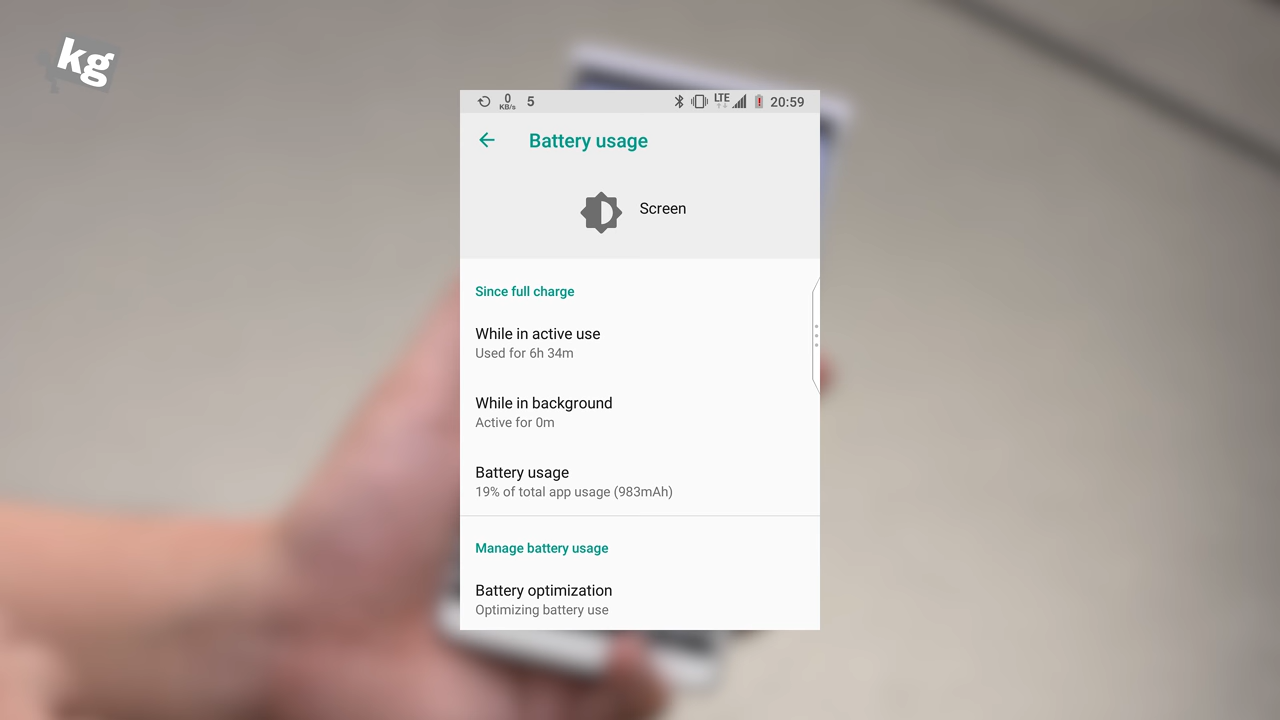 kg
0 KB/s 5 LTE 20:59
Battery usage
Screen
Since full charge
While in active use
Used for 6h 34m
While in background
Active for 0m
Battery usage
19% of total app usage (983mAh)
Manage battery usage
Battery optimization
Optimizing battery use